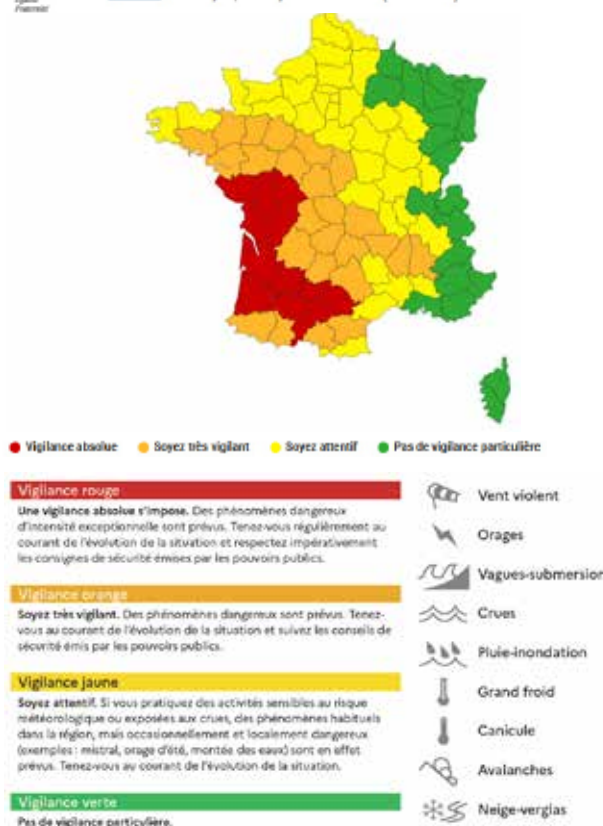 Fraternité
Vigilance absolue Soyez très vigilant Soyez attentif Pas de vigilance particulière
Vigilance rouge
Une vigilance absolue s'impose. Des phénomènes dangereux
d'intensité exceptionnelle sont prévus. Tenez-vous régulièrement au
courant de l'évolution de la situation et respectez impérativement
les consignes de sécurité émises par les pouvoirs publics.
Vigilance orange
Soyez très vigilant. Des phénomènes dangereux sont prévus. Tenez-
vous au courant de l'évolution de la situation et suivez les conseils de
sécurité émis par les pouvoirs publics.
Vigilance jaune
Soyez attentif. Si vous pratiquez des activités sensibles au risque
météorologique ou exposées aux crues, des phénomènes habituels
dans la région, mais occasionnellement et localement dangereux
(exemples : mistral, orage d'été, montée des eaux) sont en effet
prévus. Tenez-vous au courant de l'évolution de la situation.
Vigilance verte
Pas de vigilance particulière.
Vent violent
Orages
Vagues-submersion
Crues
Pluie-inondation
Grand froid
Canicule
Avalanches
Neige-verglas